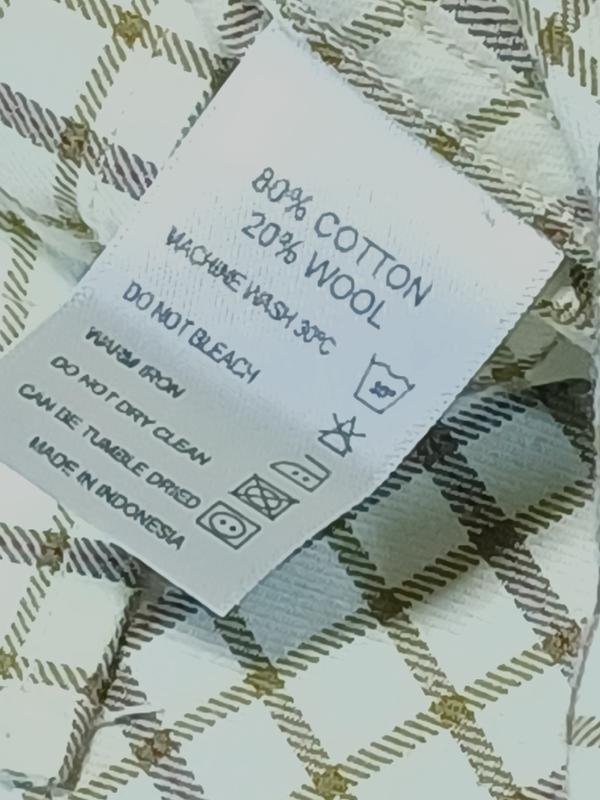 80% COTTON
20% WOOL
MACHINE WASH 30°C
30°
DO NOT BLEACH
WARM IRON
DO NOT DRY CLEAN
CAN BE TUMBLE DRIED
MADE IN INDONESIA